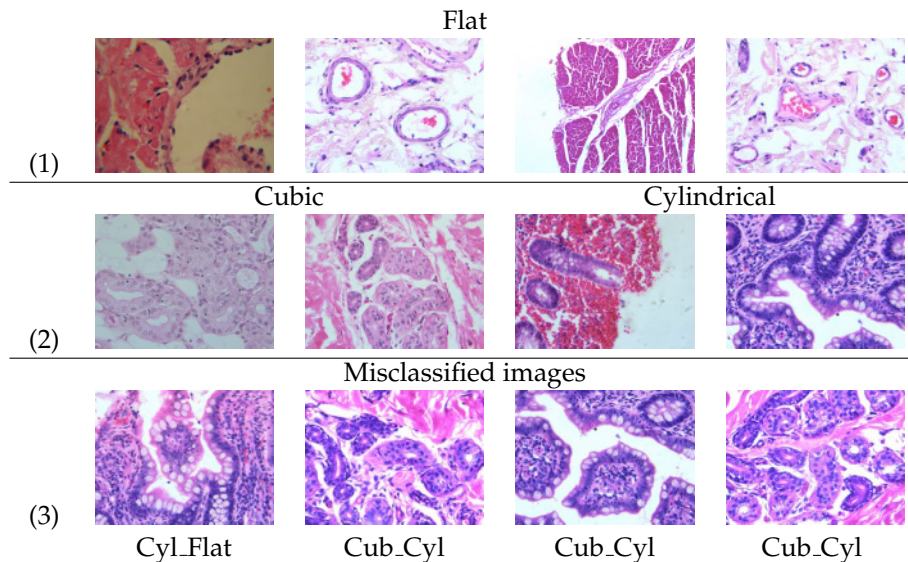 Flat
(1)
Cubic Cylindrical
(2)
Misclassified images
(3)
Cyl_Flat Cub_Cyl Cub_Cyl Cub_Cyl